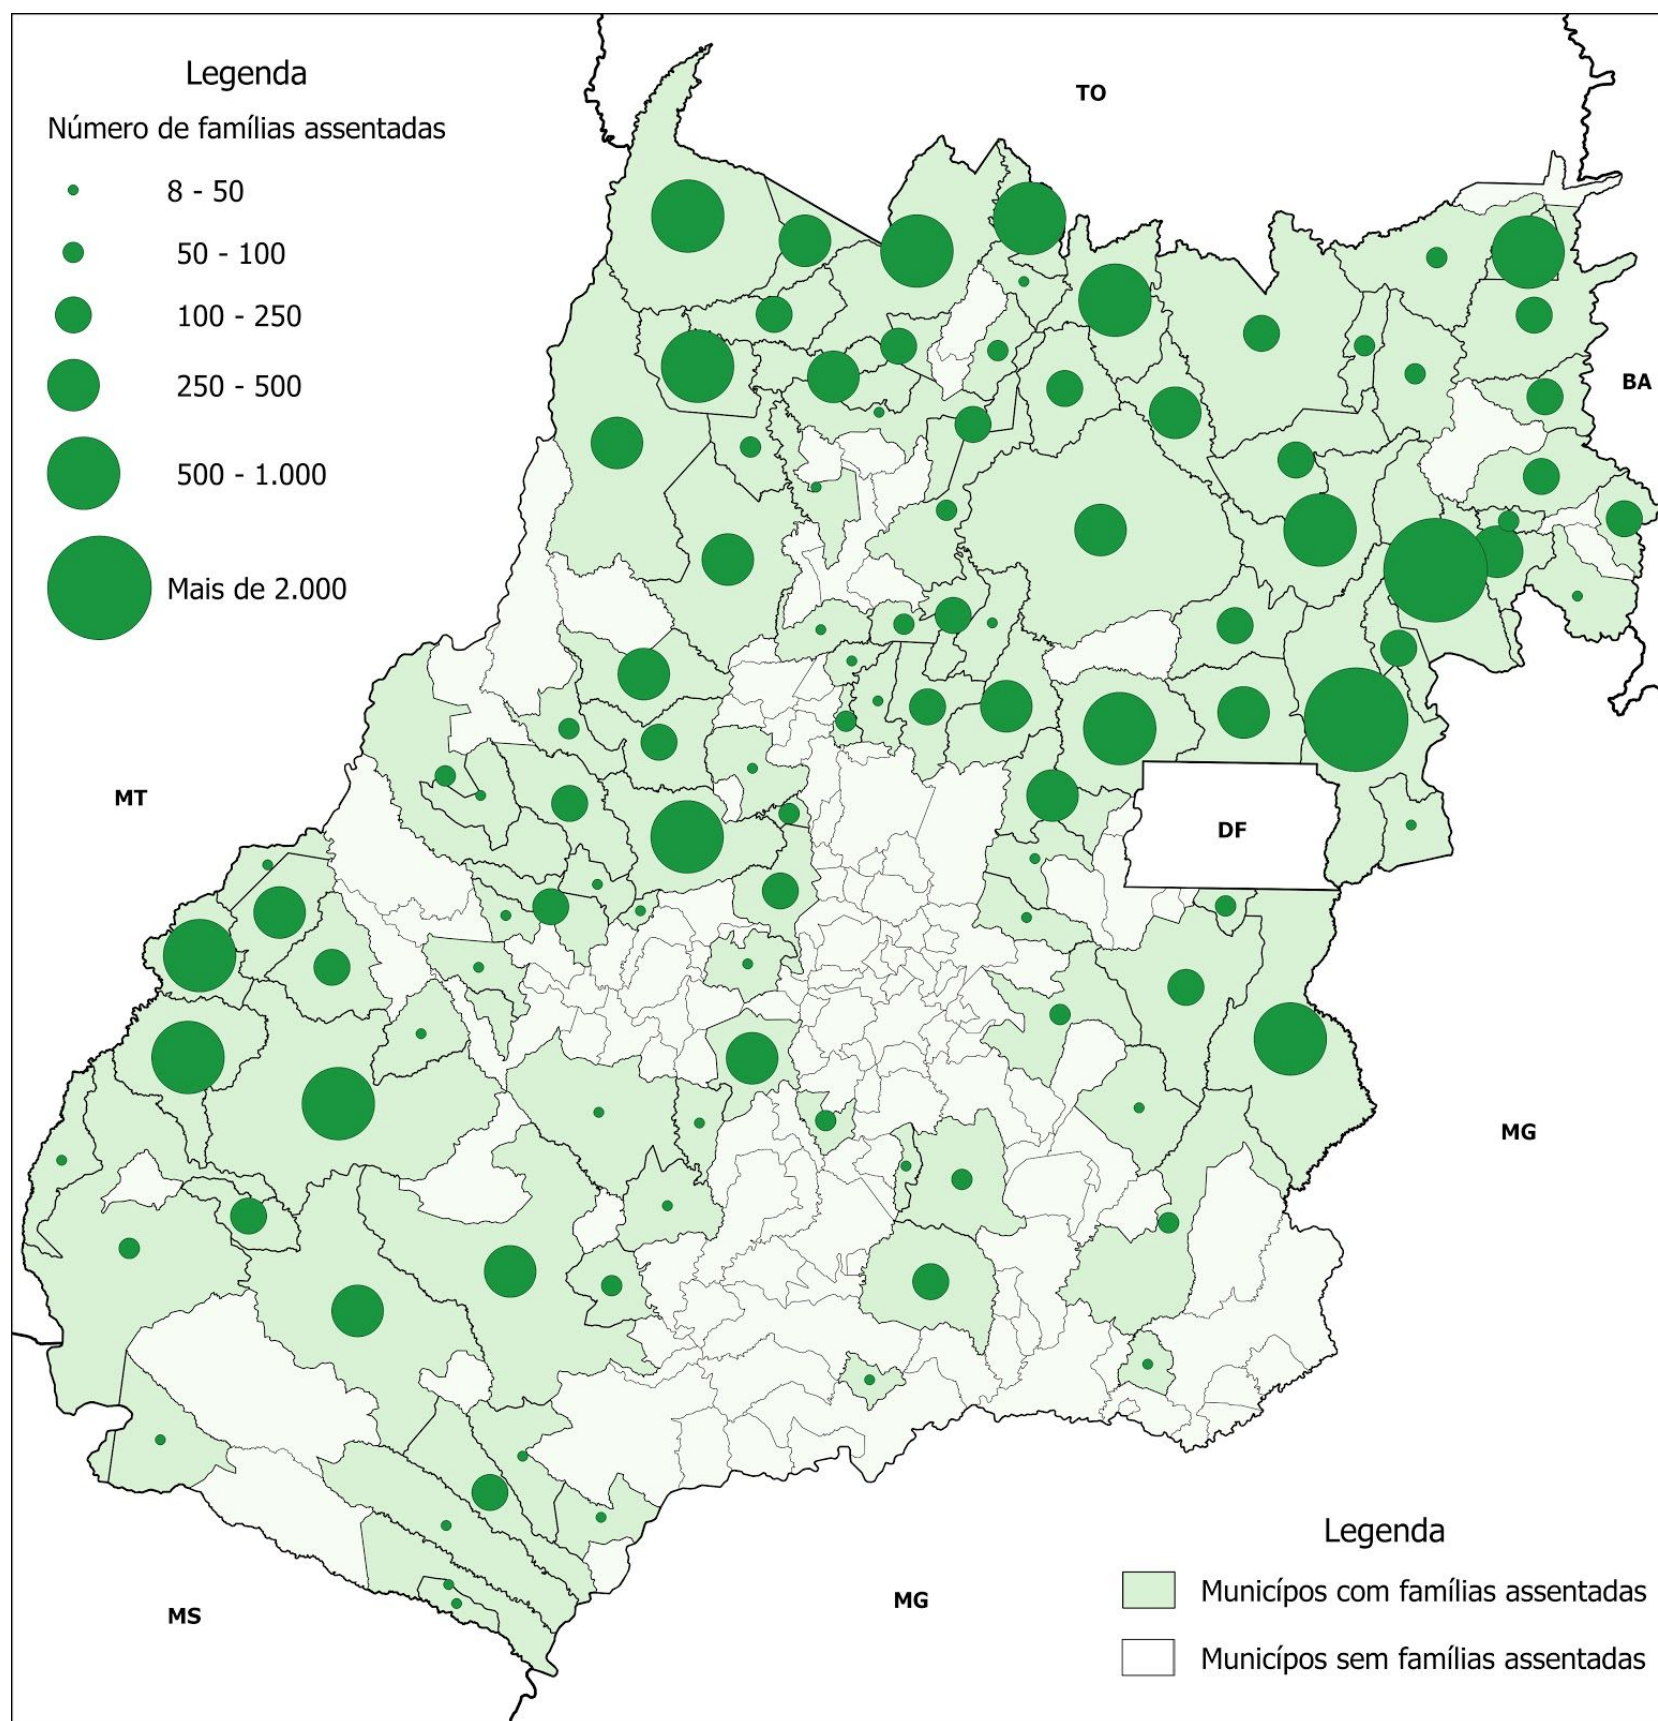 Legenda
Número de famílias assentadas
8 - 50
50 - 100
100 - 250
250 - 500
500 - 1.000
Mais de 2.000
TO
BA
MT
DF
MG
MS
MG
Legenda
Municípos com famílias assentadas
Municípos sem famílias assentadas